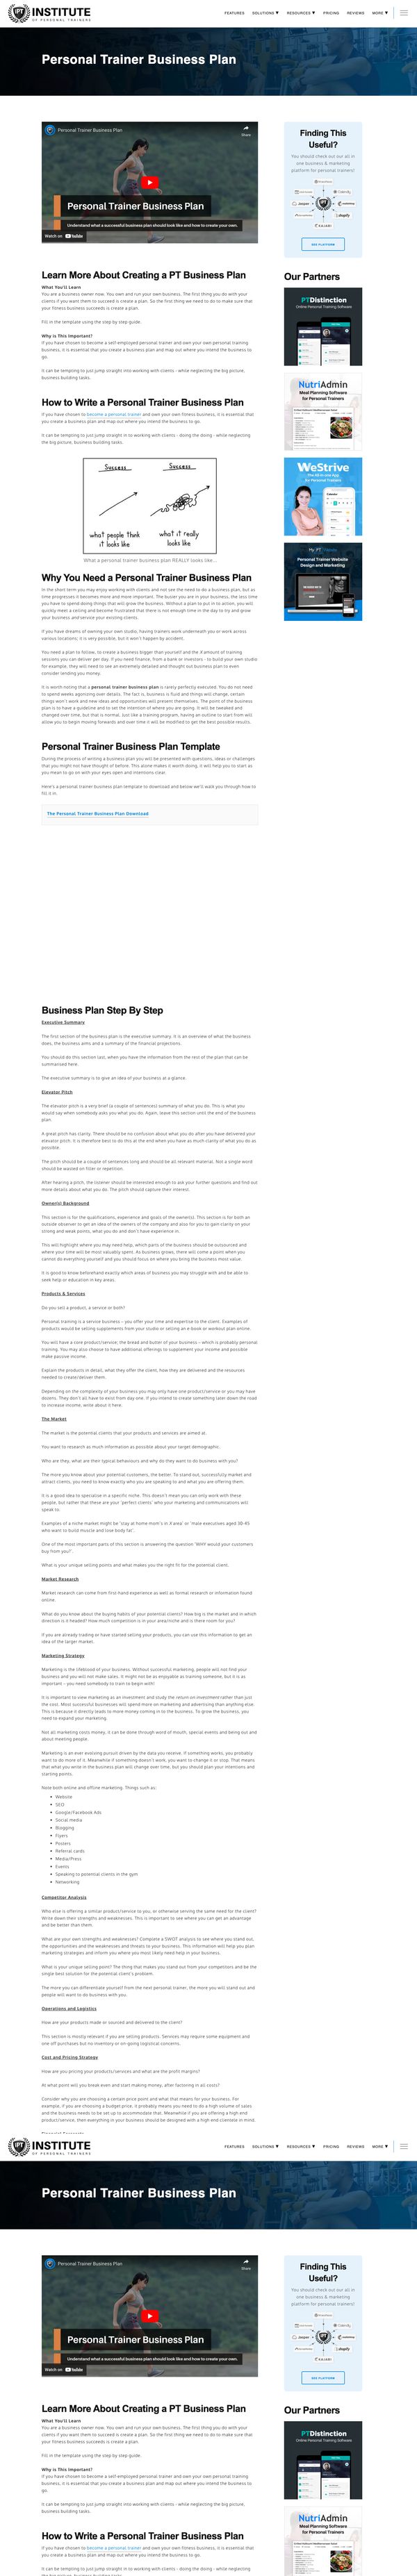 IPT INSTITUTE
OF PERSONAL TRAINERS
FEATURES SOLUTIONS ▼ RESOURCES ▼ PRICING REVIEWS MORE ▼
Personal Trainer Business Plan
Personal Trainer Business Plan
Share
Personal Trainer Business Plan
Understand what a successful business plan should look like and how to create your own.
Watch on YouTube
Finding This
Useful?
You should check out our all in
one business & marketing
platform for personal trainers!
SEE PLATFORM
Our Partners
PTDistinction
Online Personal Training Software
NutriAdmin
Meal Planning Software
for Personal Trainers
WeStrive
The All-in-one App
for Personal Trainers
Personal Trainer Website
Design and Marketing
Learn More About Creating a PT Business Plan
What You'll Learn
You are a business owner now. You own and run your own business. The first thing you do with your
clients if you want them to succeed is create a plan. So the first thing we need to do to make sure that
your fitness business succeeds is create a plan.
Fill in the template using the step by step guide.
Why is This Important?
If you have chosen to become a self-employed personal trainer and own your own personal training
business, it is essential that you create a business plan and map out where you intend the business to
go.
It can be temping to just jump straight into working with clients - while neglecting the big picture,
business building tasks.
How to Write a Personal Trainer Business Plan
If you have chosen to become a personal trainer and own your own fitness business, it is essential that
you create a business plan and map out where you want the business to go.
It can be temping to just jump straight in to working with clients - doing the doing - while neglecting
the big picture, business building tasks.
Success
Success
what people think
it looks like
what it really
looks like
What a personal trainer business plan REALLY looks like...
Why You Need a Personal Trainer Business Plan
In the short term you may enjoy working with clients and not see the need to do a business plan, but as
time progresses it becomes more and more important. The busier you are in your business, the less time
you have to spend doing things that will grow the business. Without a plan to put in to action, you will
quickly meet a ceiling and become frustrated that there is not enough time in the day to to and grow
your business and service your existing clients.
If you have dreams of owning your own studio, having trainers work underneath you or work across
various locations, it is very possible, but it won't happen by accident.
You need a plan to follow, to create a business bigger than yourself and the # amount of training
sessions you can deliver per day. If you need finance, from a bank or investors - to build your own studio
for example, they will need to see an extremely detailed and thought out business plan to even
consider lending you money.
It is worth noting that a personal trainer business plan is rarely perfectly executed. You do not need
to spend weeks agonising over details. The fact is, business is fluid and things will change, certain
things won't work and new ideas and opportunities will present themselves. The point of the business
plan is to have a guideline and to set the intention of where you are going. It will be tweaked and
changed over time, but that is normal. Just like a training program, having an outline to start from will
allow you to begin moving forwards and over time it will be modified to get the best possible results.
Personal Trainer Business Plan Template
During the process of writing a business plan you will be presented with questions, ideas or challenges
that you might not have thought of before. This alone makes it worth doing, it will help you to start as
you mean to go on with your eyes open and intentions clear.
Here's a personal trainer business plan template to download and below we'll walk you through how to
fill it in.
The Personal Trainer Business Plan Download
Business Plan Step By Step
Executive Summary
The first section of the business plan is the executive summary. It is an overview of what the business
does, the business aims and a summary of the financial projections.
You should do this section last, when you have the information from the rest of the plan that can be
summarised here.
The executive summary is to give an idea of your business at a glance.
Elevator Pitch
The elevator pitch is a very brief (a couple of sentences) summary of what you do. This is what you
would say when somebody asks you what you do. Again, leave this section until the end of the business
plan.
A great pitch has clarity. There should be no confusion about what you do after you have delivered your
elevator pitch. It is therefore best to do this at the end when you have as much clarity of what you do as
possible.
The pitch should be a couple of sentences long and should be all relevant material. Not a single word
should be wasted on filler or repetition.
After hearing a pitch, the listener should be interested enough to ask your further questions and find out
more details about what you do. The pitch should capture their interest.
Owner(s) Background
This section is for the qualifications, experience and goals of the owner(s). This section is for both an
outside observer to get an idea of the owners of the company and also for you to gain clarity on your
strong and weak points, what you do and don't have experience in.
This will highlight where you may need help, which parts of the business should be outsourced and
where your time will be most valuably spent. As business grows, there will come a point when you
cannot do everything yourself and you should focus on where you bring the business most value.
It is good to know beforehand exactly which areas of business you may struggle with and be able to
seek help or education in key areas.
Products & Services
Do you sell a product, a service or both?
Personal training is a service business – you offer your time and expertise to the client. Examples of
products would be selling supplements from your studio or selling an e-book or workout plan online.
You will have a core product/service; the bread and butter of your business – which is probably personal
training. You may also choose to have additional offerings to supplement your income and possible
make passive income.
Explain the products in detail, what they offer the client, how they are delivered and the resources
needed to create/deliver them.
Depending on the complexity of your business you may only have one product/service or you may have
dozens. They don't all have to exist from day-one. If you intend to create something later down the road
to increase income, write about it here.
The Market
The market is the potential clients that your products and services are aimed at.
You want to research as much information as possible about your target demographic.
Who are they, what are their typical behaviours and why do they want to do business with you?
The more you know about your potential customers, the better. To stand out, successfully market and
attract clients, you need to know exactly who you are speaking to and what you are offering them.
It is a good idea to specialise in a specific niche. This doesn't mean you can only work with these
people, but rather that these are your 'perfect clients' who your marketing and communications will
speak to.
Examples of a niche market might be 'stay at home mom's in X area' or 'male executives aged 30-45
who want to build muscle and lose body fat'.
One of the most important parts of this section is answering the question 'WHY would your customers
buy from you?'.
What is your unique selling points and what makes you the right fit for the potential client.
Market Research
Market research can come from first-hand experience as well as formal research or information found
online.
What do you know about the buying habits of your potential clients? How big is the market and in which
direction is it headed? How much competition is in your area/niche and is there room for you?
If you are already trading or have started selling your products, you can use this information to get an
idea of the larger market.
Marketing Strategy
Marketing is the lifeblood of your business. Without successful marketing, people will not find your
business and you will not make sales. It might not be as enjoyable as training someone, but it is as
important – you need somebody to train to begin with!
It is important to view marketing as an investment and study the return on investment rather than just
the cost. Most successful businesses will spend more on marketing and advertising than anything else.
This is because it directly leads to more money coming in to the business. To grow the business, you
need to expand your marketing.
Not all marketing costs money, it can be done through word of mouth, special events and being out and
about meeting people.
Marketing is an ever evolving pursuit driven by the data you receive. If something works, you probably
want to do more of it. Meanwhile if something doesn't work, you want to change it or stop. That means
that what you write in the business plan will change over time, but you should plan your intentions and
starting points.
Note both online and offline marketing. Things such as:
• Website
• SEO
• Google/Facebook Ads
• Social media
• Blogging
• Flyers
• Posters
• Referral cards
• Media/Press
• Events
• Speaking to potential clients in the gym
• Networking
Competitor Analysis
Who else is offering a similar product/service to you, or otherwise serving the same need for the client?
Write down their strengths and weaknesses. This is important to see where you can get an advantage
and be better than them.
What are your own strengths and weaknesses? Complete a SWOT analysis to see where you stand out,
the opportunities and the weaknesses and threats to your business. This information will help you plan
marketing strategies and inform you where you most likely need help in your business.
What is your unique selling point? The thing that makes you stand out from your competitors and be the
single-best solution for the potential client's problem.
The more you can differentiate yourself from the next personal trainer, the more you will stand out and
people will want to do business with you.
Operations and Logistics
How are your products made or sourced and delivered to the client?
This section is mostly relevant if you are selling products. Services may require some equipment and
one-off purchases but no inventory or on-going logistical concerns.
Cost and Pricing Strategy
How are you pricing your products/services and what are the profit margins?
At what point will you break even and start making money, after factoring in all costs?
Consider why you are choosing a certain price point and what that means for your business. For
example, if you are choosing a budget price, it probably means you need to do a high volume of sales
and the business needs to be set up to accommodate that. Meanwhile if you are offering a high end
product/service, then everything in your business should be designed with a high end clientele in mind.
IPT INSTITUTE
OF PERSONAL TRAINERS
FEATURES SOLUTIONS ▼ RESOURCES ▼ PRICING REVIEWS MORE ▼
Personal Trainer Business Plan
Personal Trainer Business Plan
Share
Personal Trainer Business Plan
Understand what a successful business plan should look like and how to create your own.
Watch on YouTube
Finding This
Useful?
You should check out our all in
one business & marketing
platform for personal trainers!
SEE PLATFORM
Our Partners
PTDistinction
Online Personal Training Software
NutriAdmin
Meal Planning Software
for Personal Trainers
Learn More About Creating a PT Business Plan
What You'll Learn
You are a business owner now. You own and run your own business. The first thing you do with your
clients if you want them to succeed is create a plan. So the first thing we need to do to make sure that
your fitness business succeeds is create a plan.
Fill in the template using the step by step guide.
Why is This Important?
If you have chosen to become a self-employed personal trainer and own your own personal training
business, it is essential that you create a business plan and map out where you intend the business to
go.
It can be temping to just jump straight into working with clients - while neglecting the big picture,
business building tasks.
How to Write a Personal Trainer Business Plan
If you have chosen to become a personal trainer and own your own fitness business, it is essential that
you create a business plan and map out where you want the business to go.
It can be temping to just jump straight in to working with clients - doing the doing - while neglecting